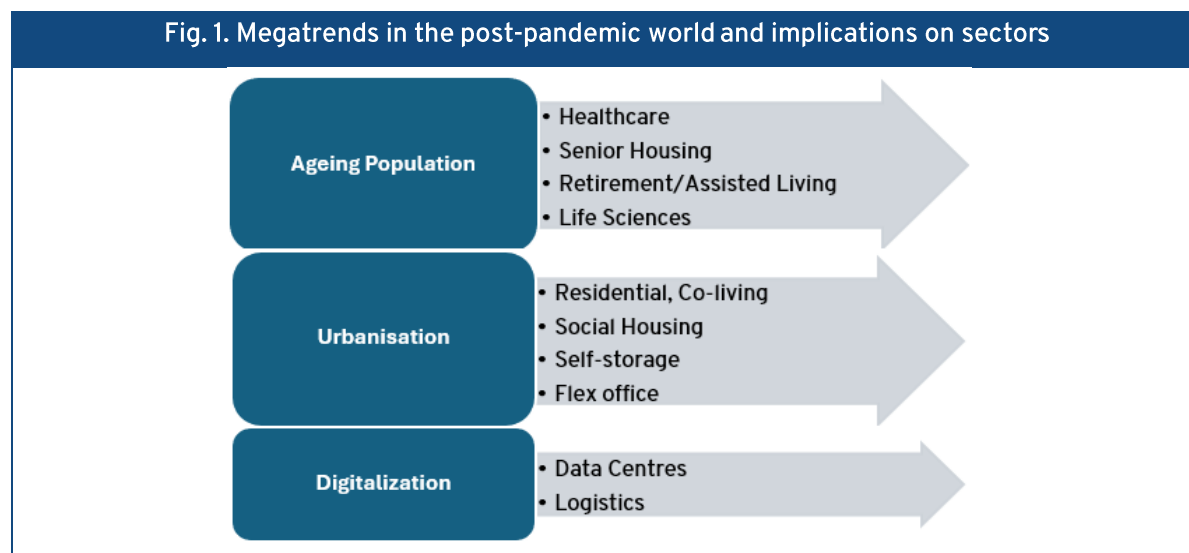 Fig. 1. Megatrends in the post-pandemic world and implications on sectors
Ageing Population
• Healthcare
• Senior Housing
• Retirement/Assisted Living
• Life Sciences
Urbanisation
• Residential, Co-living
• Social Housing
• Self-storage
• Flex office
Digitalization
• Data Centres
• Logistics